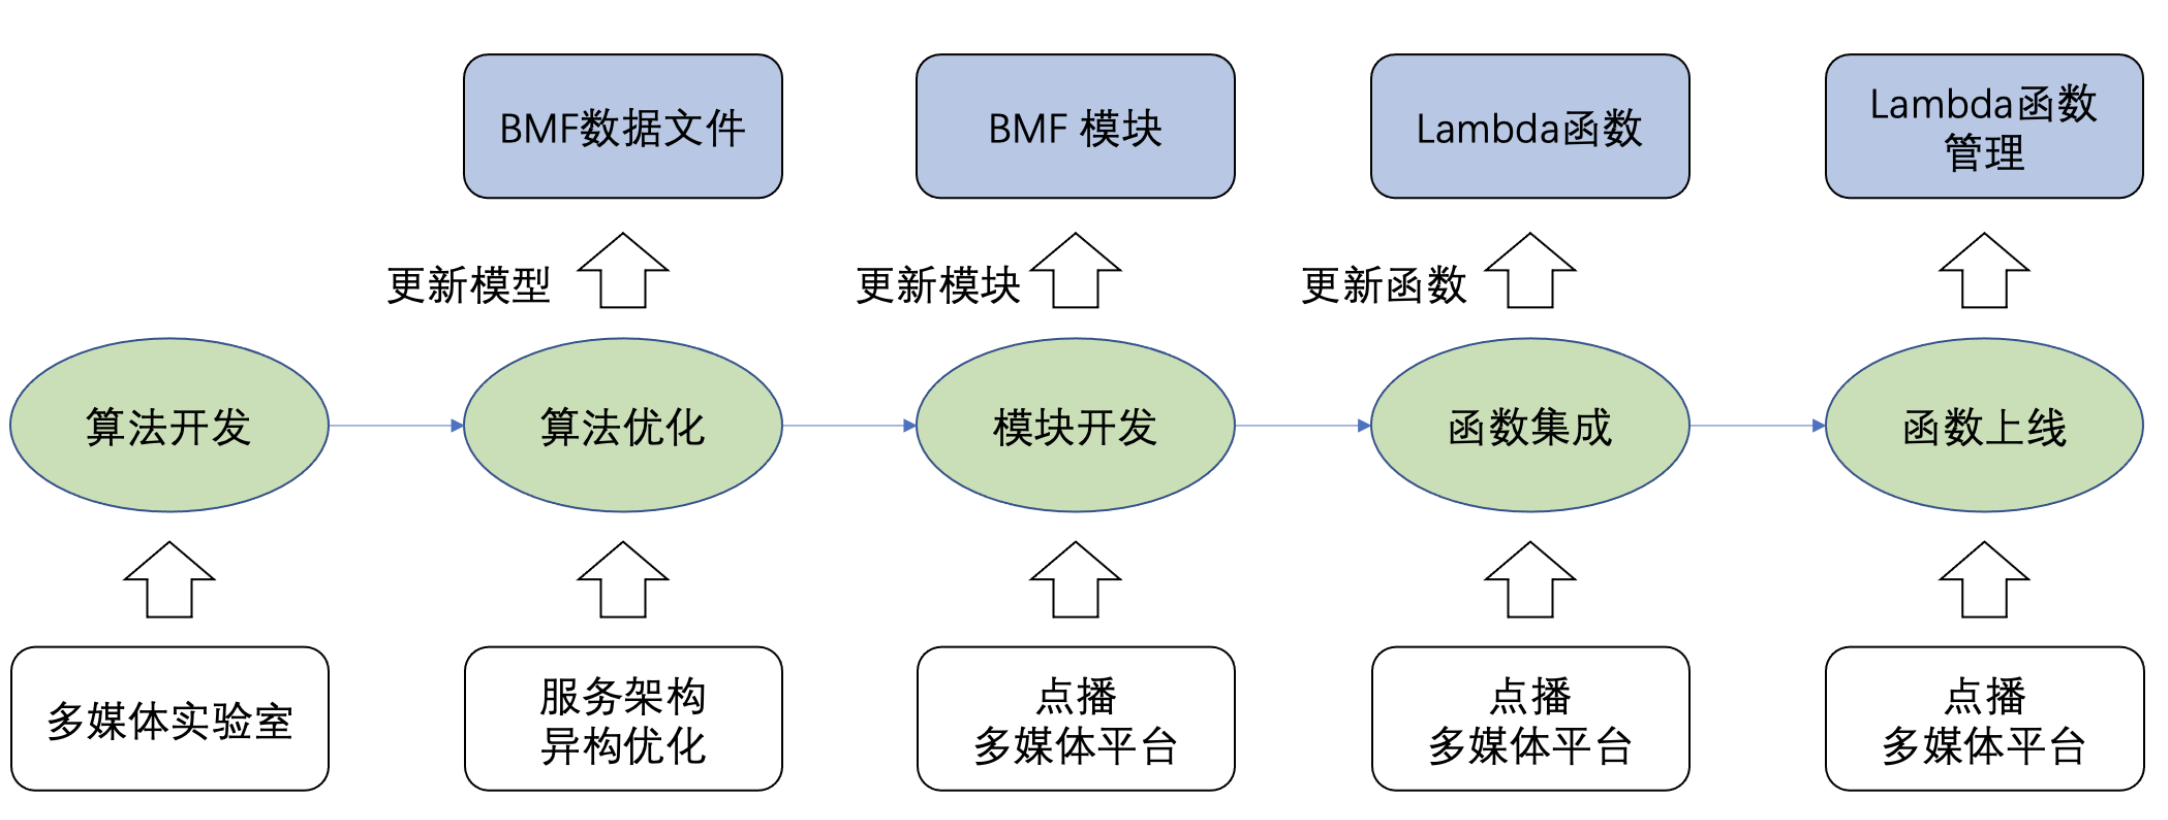 BMF数据文件
BMF 模块
Lambda函数
Lambda函数
管理
更新模型
更新模块
更新函数
算法开发
算法优化
模块开发
函数集成
函数上线
多媒体实验室
服务架构
异构优化
点播
多媒体平台
点播
多媒体平台
点播
多媒体平台